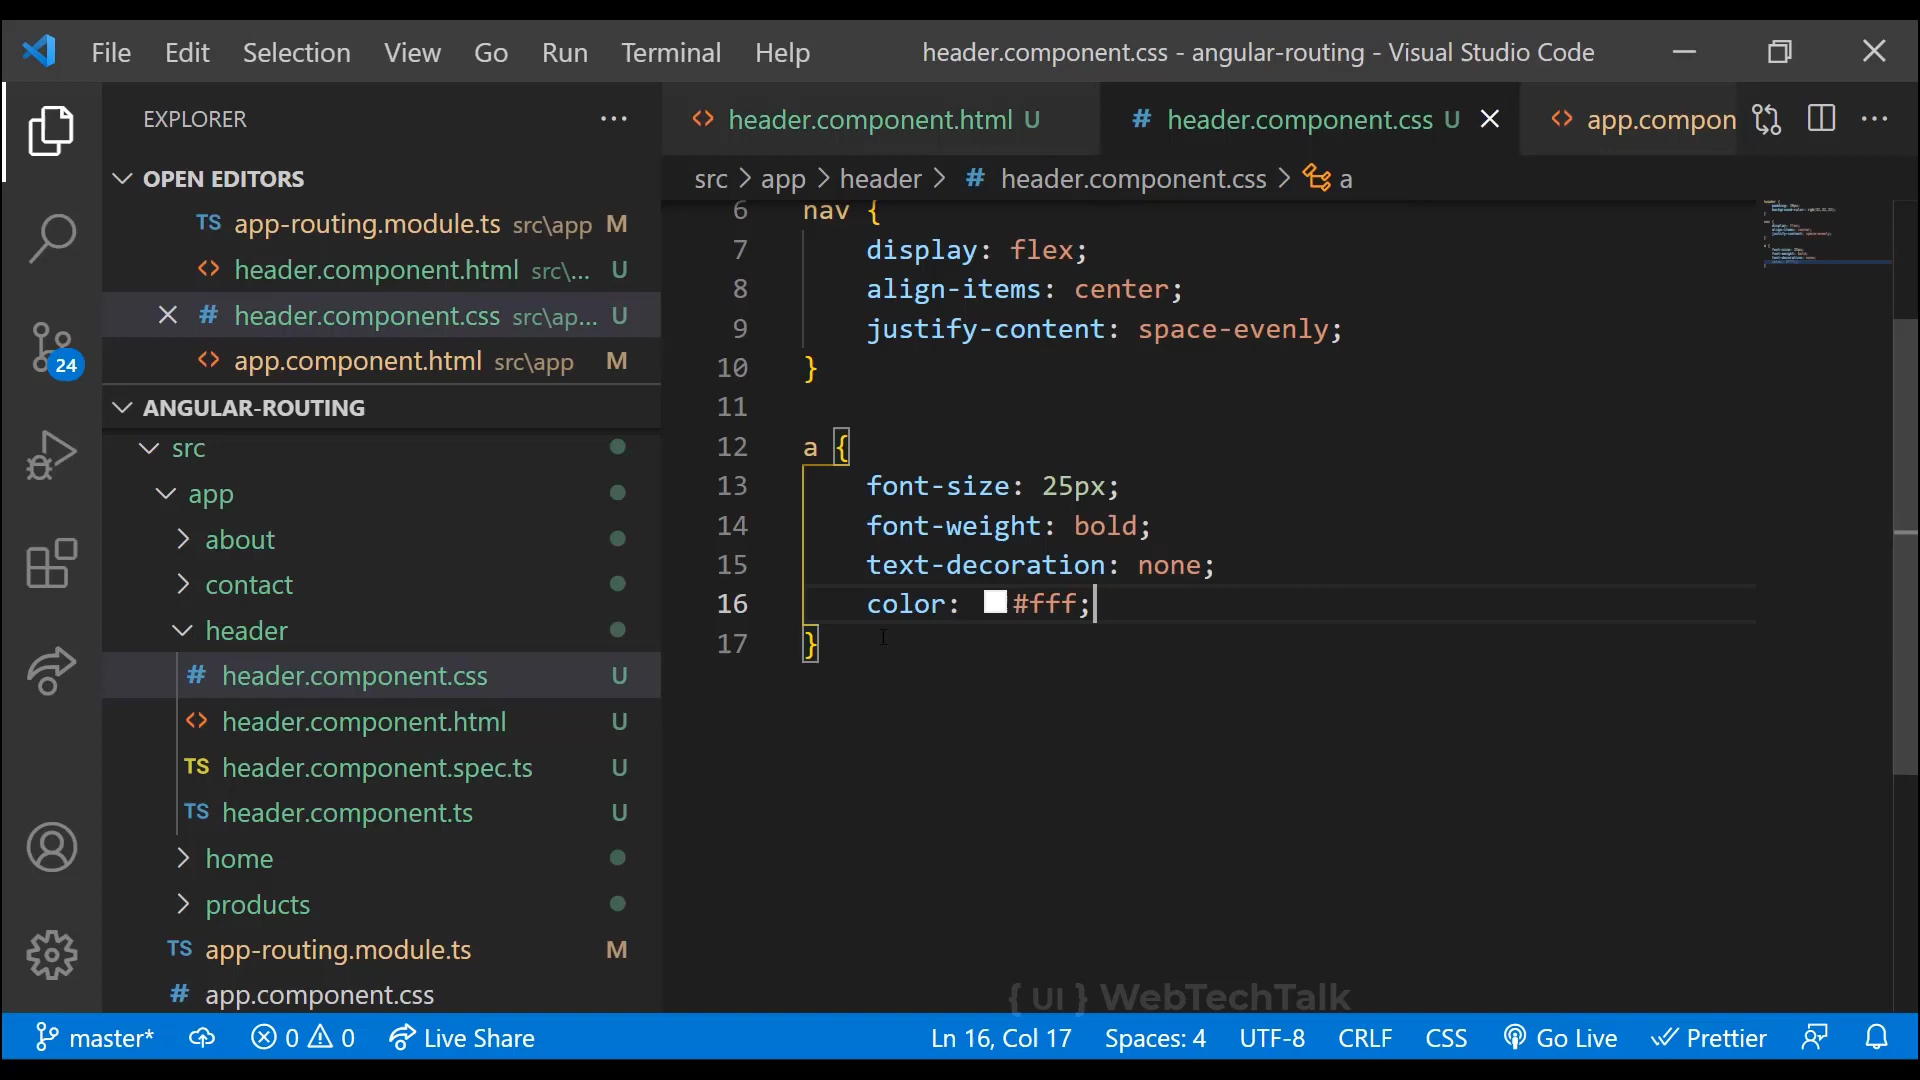 File Edit Selection View Go Run Terminal Help header.component.css - angular-routing - Visual Studio Code
EXPLORER
OPEN EDITORS
TS app-routing.module.ts src\app M
<> header.component.html src\... U
# header.component.css src\ap... U
<> app.component.html src\app M
ANGULAR-ROUTING
src
app
about
contact
header
# header.component.css U
<> header.component.html U
TS header.component.spec.ts U
TS header.component.ts U
home
products
TS app-routing.module.ts M
# app.component.css
24
<> header.component.html U # header.component.css U <> app.compon
src > app > header > # header.component.css > a
6 nav {
7 display: flex;
8 align-items: center;
9 justify-content: space-evenly;
10 }
11
12 a {
13 font-size: 25px;
14 font-weight: bold;
15 text-decoration: none;
16 color: #fff;
17 }
{ UI } WebTechTalk
master* 0 0 Live Share Ln 16, Col 17 Spaces: 4 UTF-8 CRLF CSS Go Live Prettier